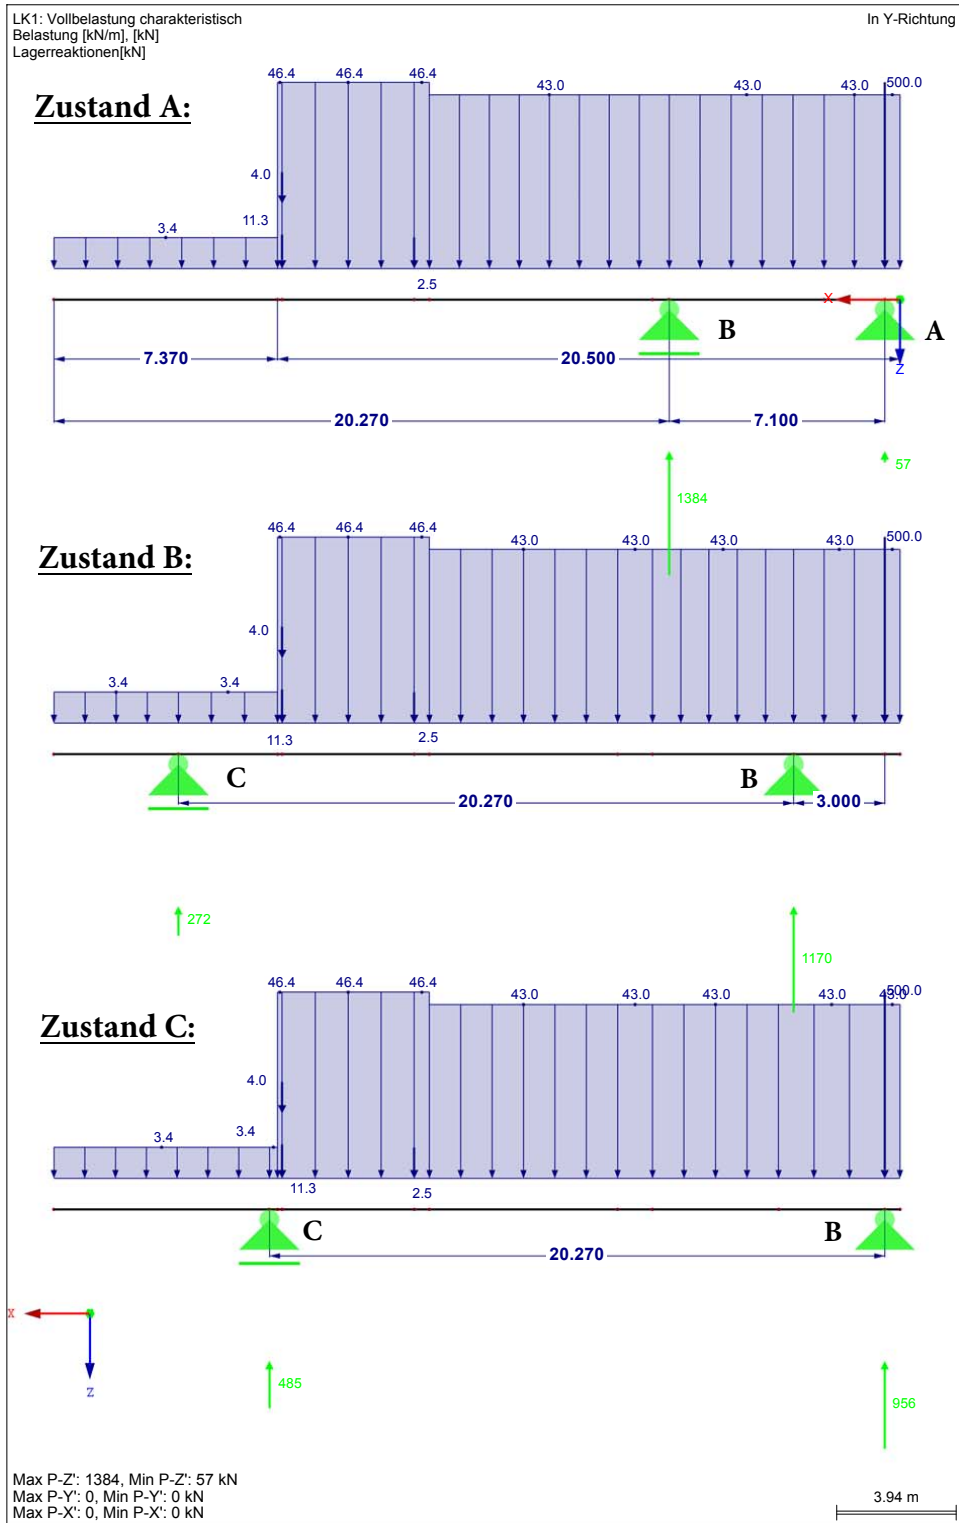 LK1: Vollbelastung charakteristisch
In Y-Richtung
Belastung [kN/m], [kN]
Lagerreaktionen[kN]
46.4 46.4 46.4 43.0 43.0 43.0 500.0
Zustand A:
4.0
11.3
3.4
2.5
X
B A
Z
7.370 20.500
20.270 7.100
57
1384
46.4 46.4 46.4 43.0 43.0 43.0 43.0 500.0
Zustand B:
4.0
3.4 3.4
11.3 2.5
C B
20.270 3.000
272
1170
46.4 46.4 46.4 43.0 43.0 43.0 43.0 43.0 500.0
Zustand C:
4.0
3.4 3.4
11.3 2.5
C B
20.270
X
Z
485
956
Max P-Z': 1384, Min P-Z': 57 kN
Max P-Y': 0, Min P-Y': 0 kN
Max P-X': 0, Min P-X': 0 kN
3.94 m